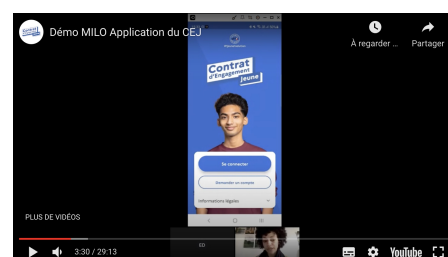 Démo MILO Application du CEJ
À regarder ...
Partager
Contrat
d'Engagement
Jeune
Se connecter
Demander un compte
Informations légales
PLUS DE VIDÉOS
ED
3:30 / 29:13
YouTube